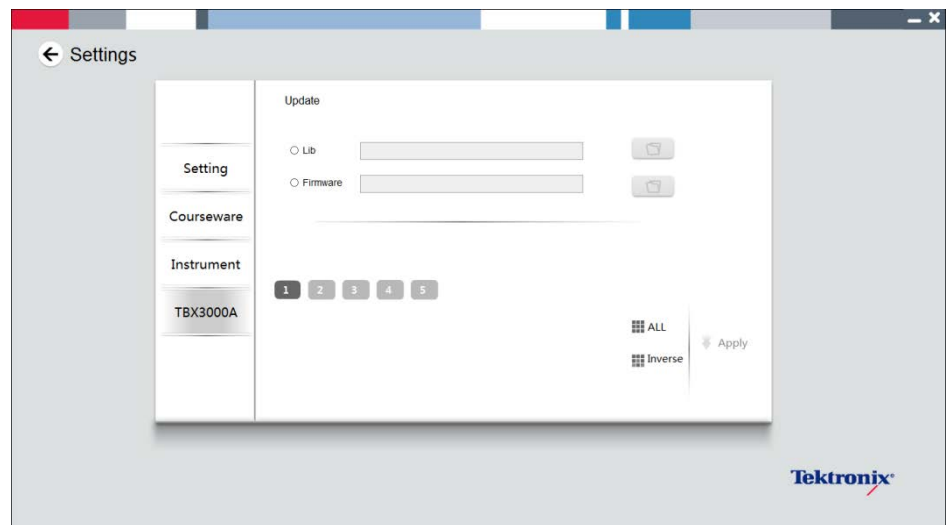 Settings
Update
Lib
Firmware
Setting
Courseware
Instrument
TBX3000A
1 2 3 4 5
ALL
Inverse
Apply
Tektronix